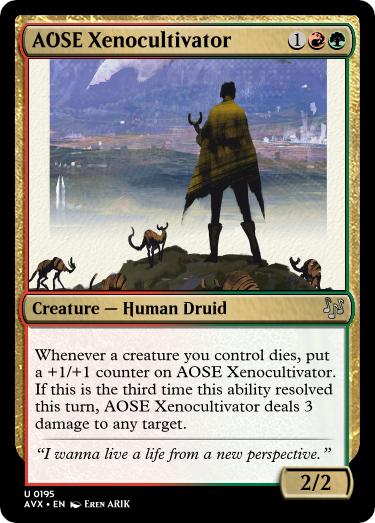 AOSE Xenocultivator 1
Creature — Human Druid
Whenever a creature you control dies, put
a +1/+1 counter on AOSE Xenocultivator.
If this is the third time this ability resolved
this turn, AOSE Xenocultivator deals 3
damage to any target.
“I wanna live a life from a new perspective.”
2/2
U 0195
AVX • EN Eren ARIK